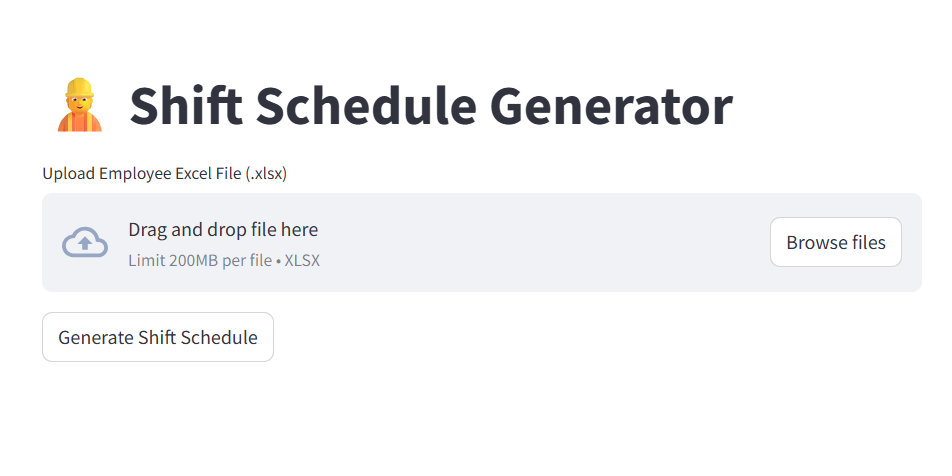 Shift Schedule Generator
Upload Employee Excel File (.xlsx)
Drag and drop file here
Limit 200MB per file • XLSX
Browse files
Generate Shift Schedule